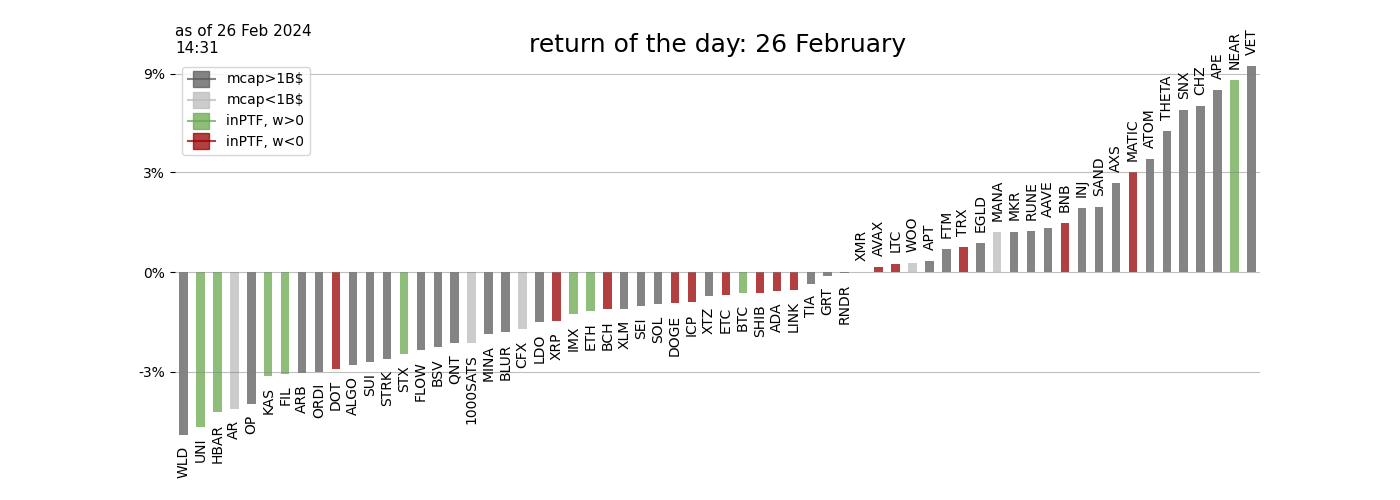 as of 26 Feb 2024
14:31
return of the day: 26 February
9%
3%
0%
-3%
mcap>1B$
mcap<1B$
inPTF, w>0
inPTF, w<0
WLD
UNI
HBAR
AR
OP
KAS
FIL
ARB
ORDI
DOT
ALGO
SUI
STRK
STX
FLOW
BSV
QNT
1000SATS
MINA
BLUR
CFX
LDO
XRP
IMX
ETH
BCH
XLM
SEI
SOL
DOGE
ICP
XTZ
ETC
BTC
SHIB
ADA
LINK
TIA
GRT
RNDR
XMR
AVAX
LTC
WOO
APT
FTM
TRX
EGLD
MANA
MKR
RUNE
AAVE
BNB
INJ
SAND
AXS
MATIC
ATOM
THETA
SNX
CHZ
APE
NEAR
VET